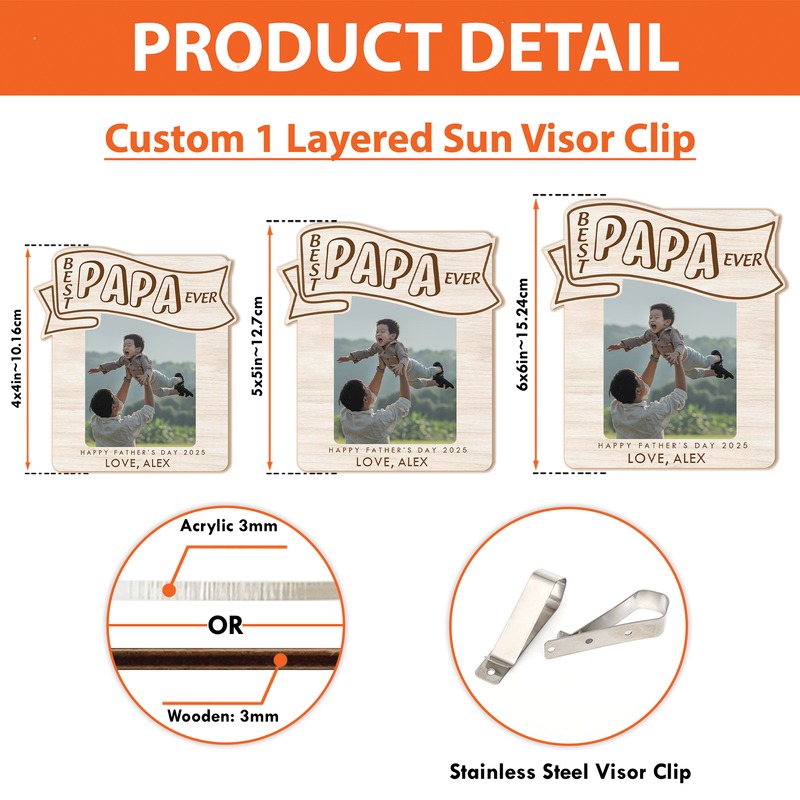 PRODUCT DETAIL
Custom 1 Layered Sun Visor Clip
4x4in~10.16cm
BEST PAPA EVER
HAPPY FATHER'S DAY 2025
LOVE, ALEX
5x5in~12.7cm
BEST PAPA EVER
HAPPY FATHER'S DAY 2025
LOVE, ALEX
6x6in~15.24cm
BEST PAPA EVER
HAPPY FATHER'S DAY 2025
LOVE, ALEX
Acrylic 3mm
OR
Wooden: 3mm
Stainless Steel Visor Clip